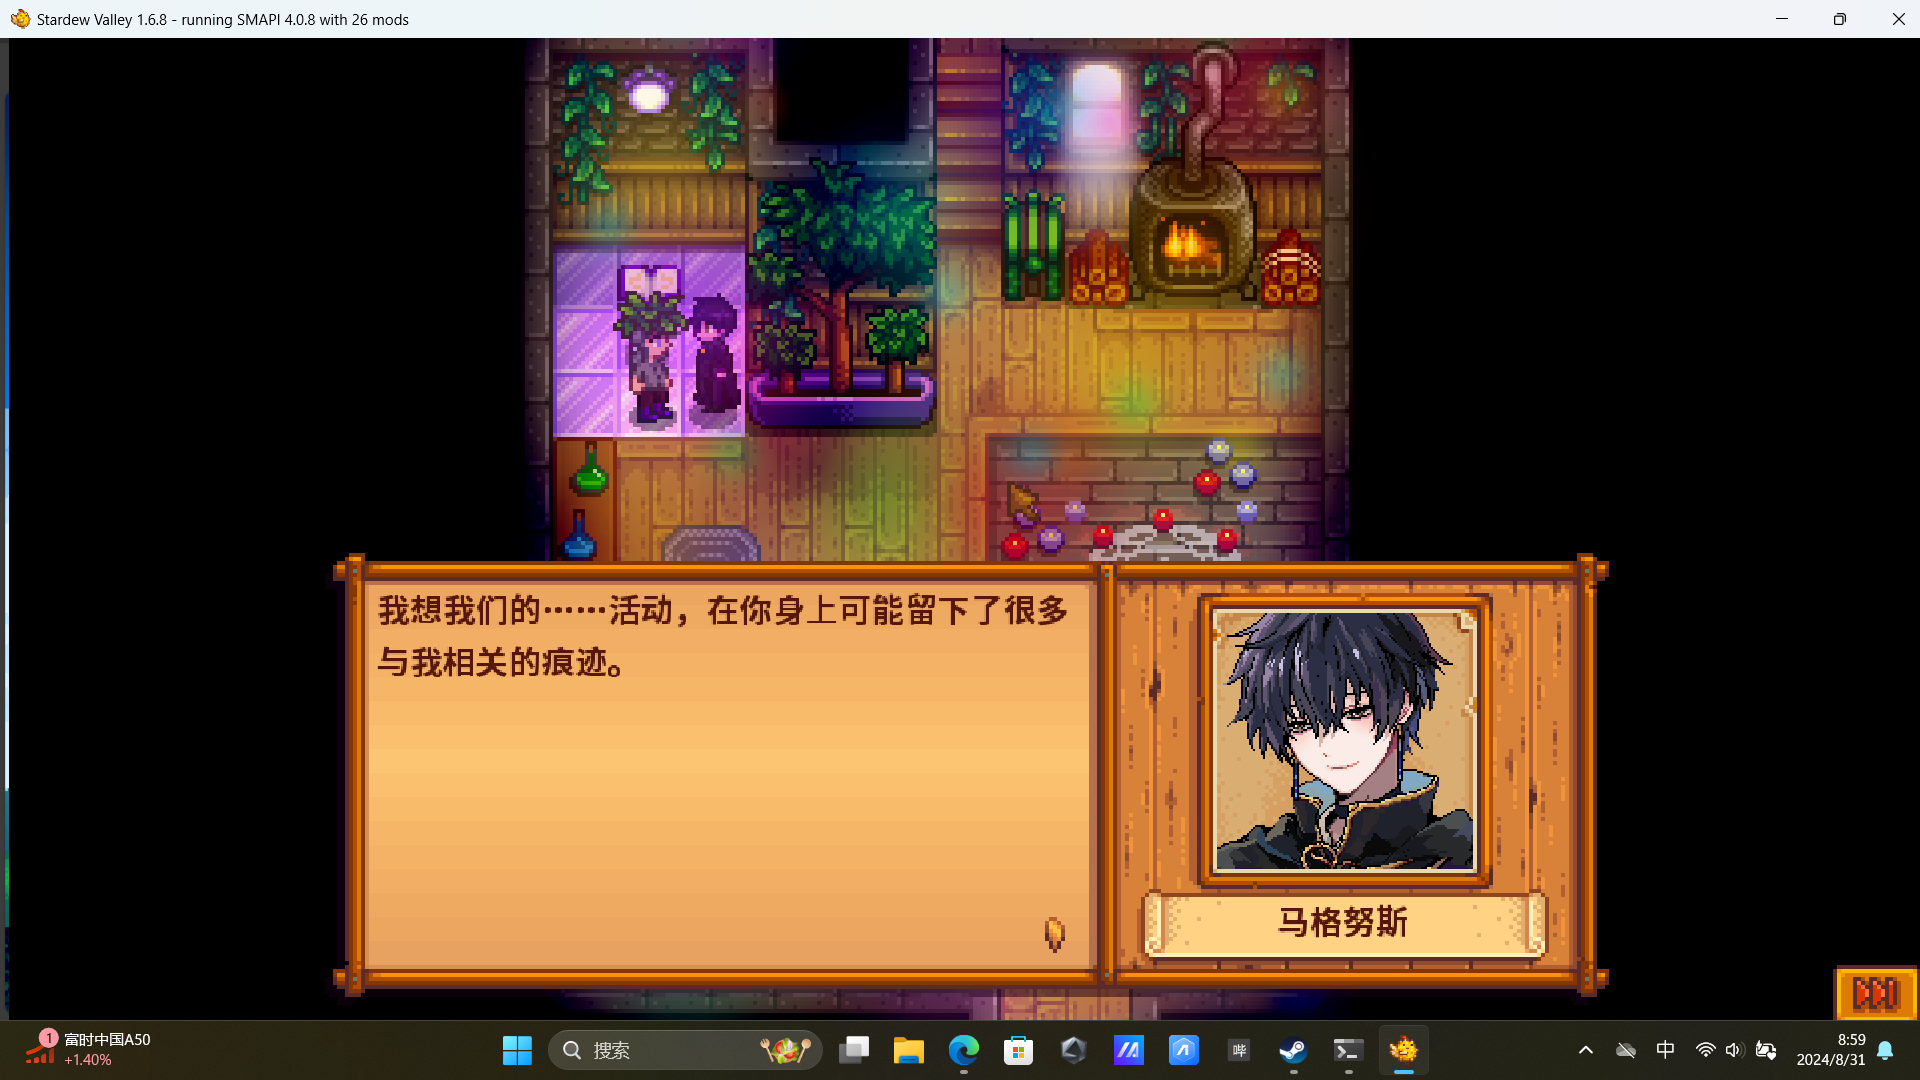 Stardew Valley 1.6.8 - running SMAPI 4.0.8 with 26 mods
我想我们的……活动，在你身上可能留下了很多
与我相关的痕迹。
马格努斯
1
富时中国A50
+1.40%
搜索
哔
中
8:59
2024/8/31